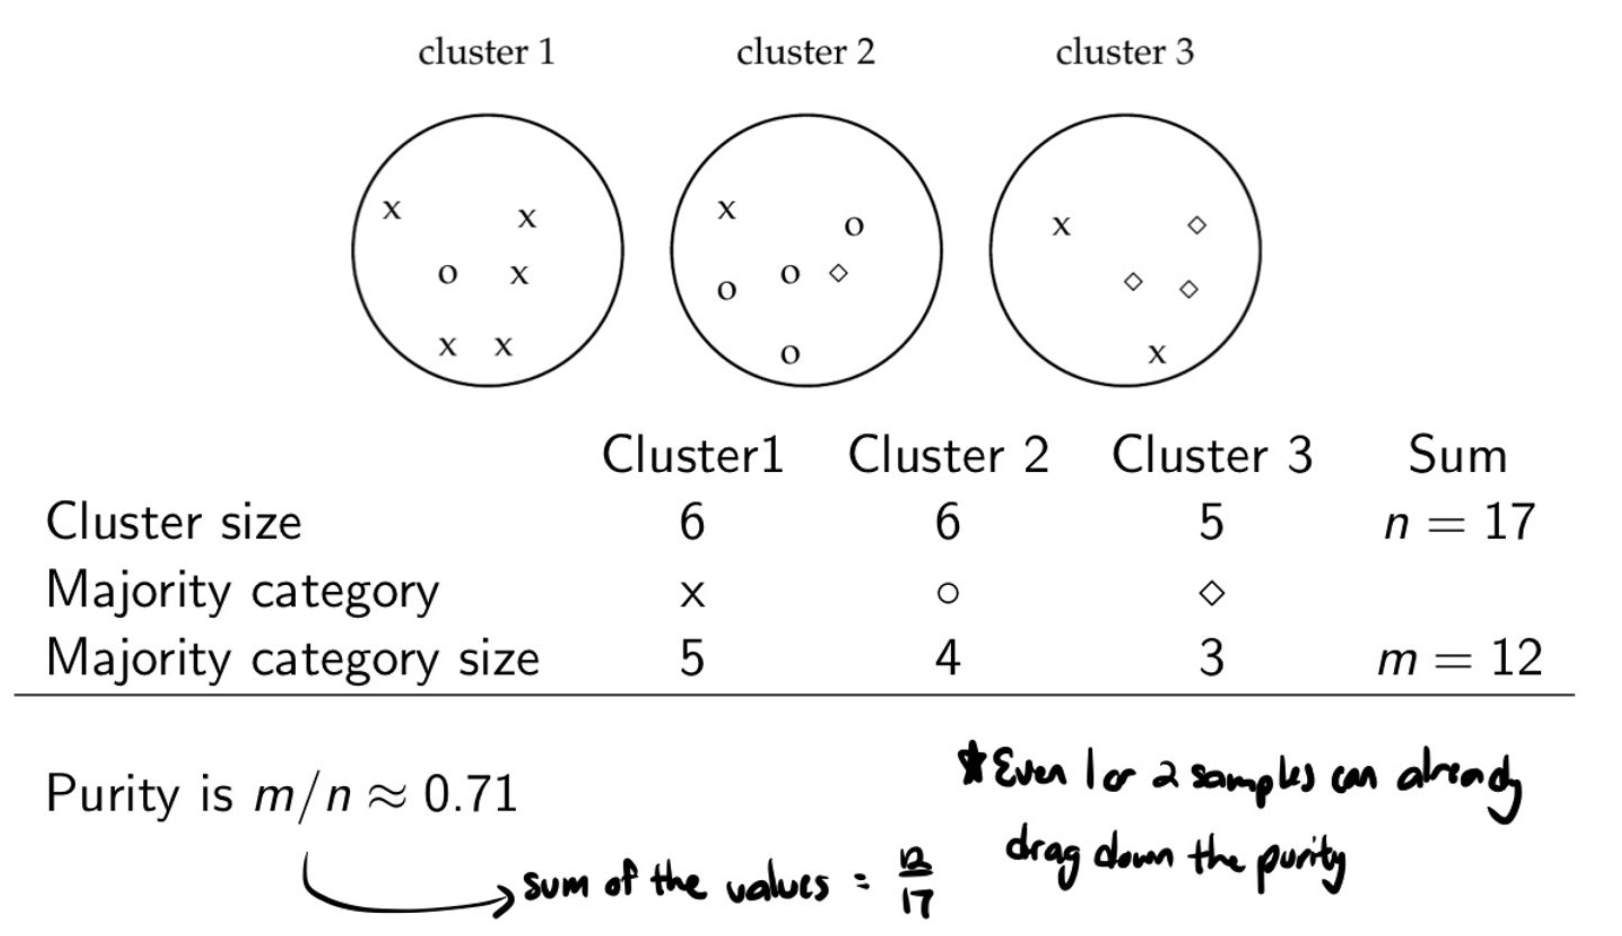 cluster 1 cluster 2 cluster 3
x x x
o x o o ◇ x ◇
x x o ◇ ◇
o x
Cluster1 Cluster 2 Cluster 3 Sum
Cluster size 6 6 5 n = 17
Majority category x ○ ◇
Majority category size 5 4 3 m = 12
Purity is m/n ≈ 0.71
★ Even 1 or 2 samples can already
drag down the purity
sum of the values = 12/17